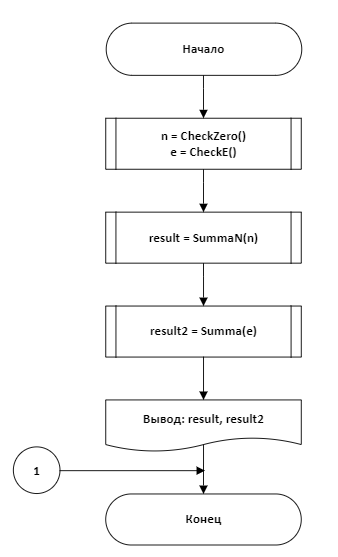 Начало
n = CheckZero()
e = CheckE()
result = SummaN(n)
result2 = Summa(e)
Вывод: result, result2
1
Конец